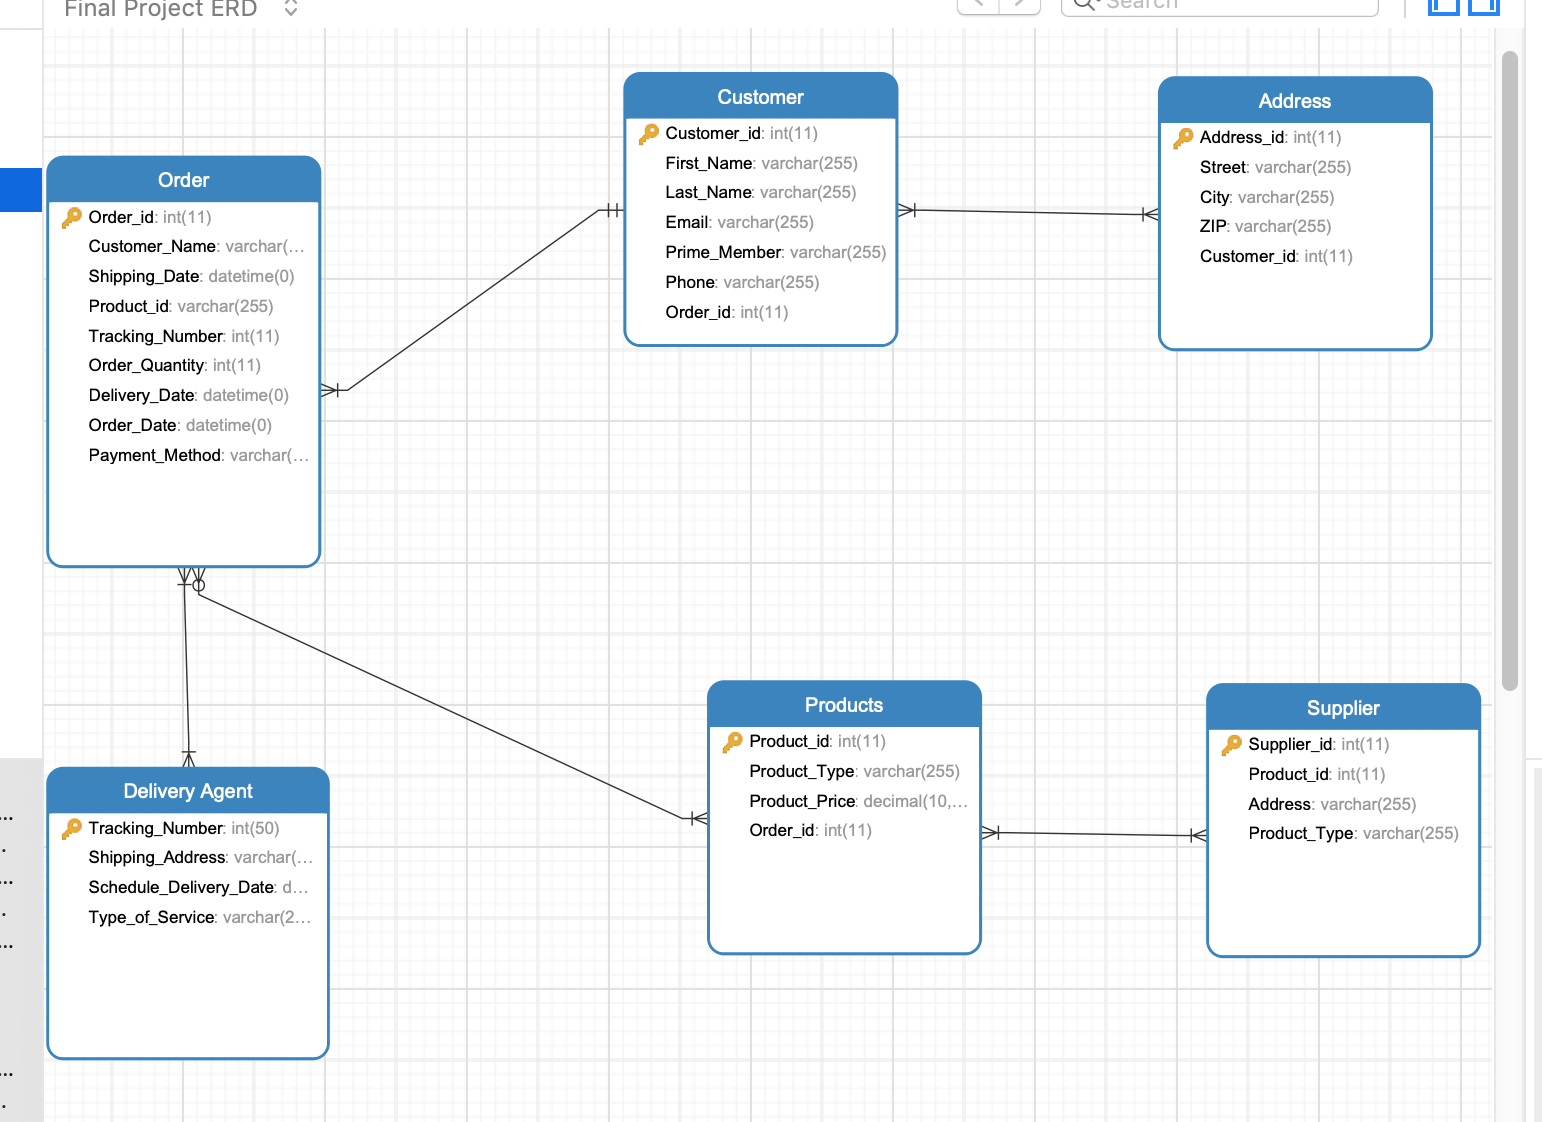 Final Project ERD
Search
Customer
Customer_id: int(11)
First_Name: varchar(255)
Last_Name: varchar(255)
Email: varchar(255)
Prime_Member: varchar(255)
Phone: varchar(255)
Order_id: int(11)
Address
Address_id: int(11)
Street: varchar(255)
City: varchar(255)
ZIP: varchar(255)
Customer_id: int(11)
Order
Order_id: int(11)
Customer_Name: varchar(...
Shipping_Date: datetime(0)
Product_id: varchar(255)
Tracking_Number: int(11)
Order_Quantity: int(11)
Delivery_Date: datetime(0)
Order_Date: datetime(0)
Payment_Method: varchar(...
Products
Product_id: int(11)
Product_Type: varchar(255)
Product_Price: decimal(10,...
Order_id: int(11)
Supplier
Supplier_id: int(11)
Product_id: int(11)
Address: varchar(255)
Product_Type: varchar(255)
Delivery Agent
Tracking_Number: int(50)
Shipping_Address: varchar(...
Schedule_Delivery_Date: d...
Type_of_Service: varchar(2...